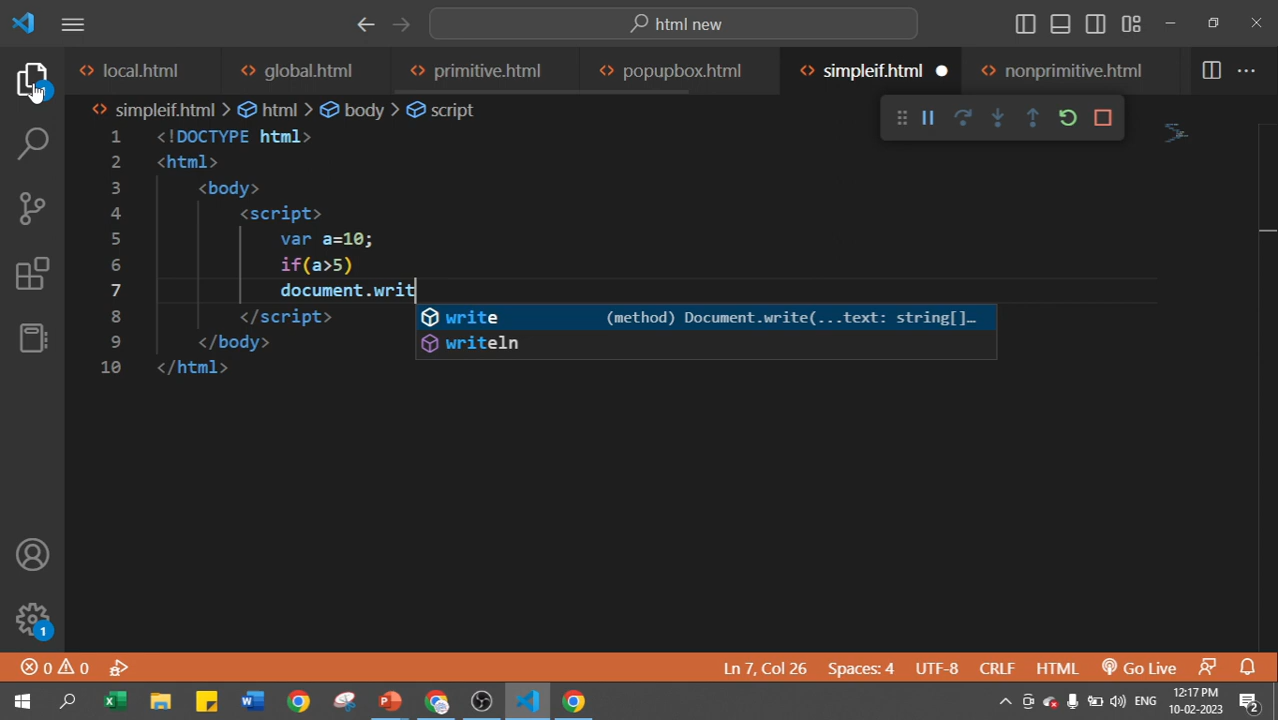 html new
local.html
global.html
primitive.html
popupbox.html
simpleif.html
nonprimitive.html
simpleif.html > html > body > script
1 <!DOCTYPE html>
2 <html>
3 <body>
4 <script>
5 var a=10;
6 if(a>5)
7 document.writ
8 </script>
write (method) Document.write(...text: string[]…
writeln
9 </body>
10 </html>
1
0 0
Ln 7, Col 26 Spaces: 4 UTF-8 CRLF HTML Go Live
ENG
12:17 PM
10-02-2023
2